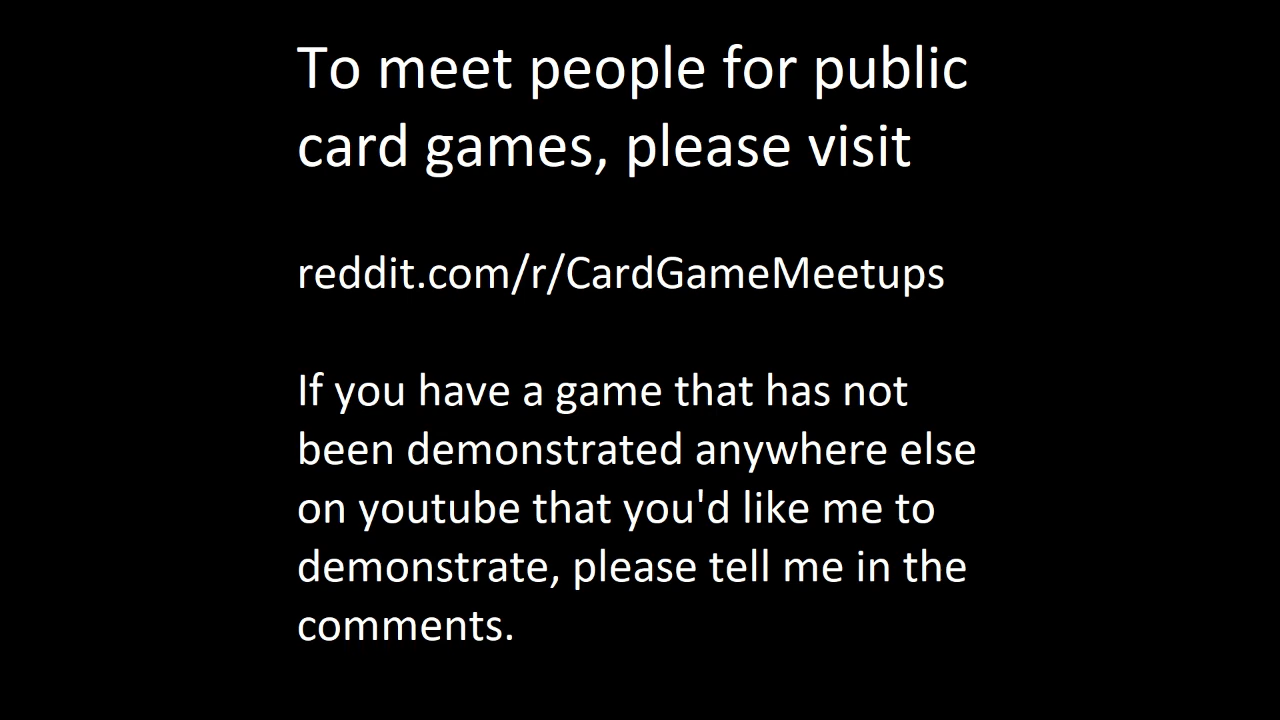 To meet people for public
card games, please visit
reddit.com/r/CardGameMeetups
If you have a game that has not
been demonstrated anywhere else
on youtube that you'd like me to
demonstrate, please tell me in the
comments.